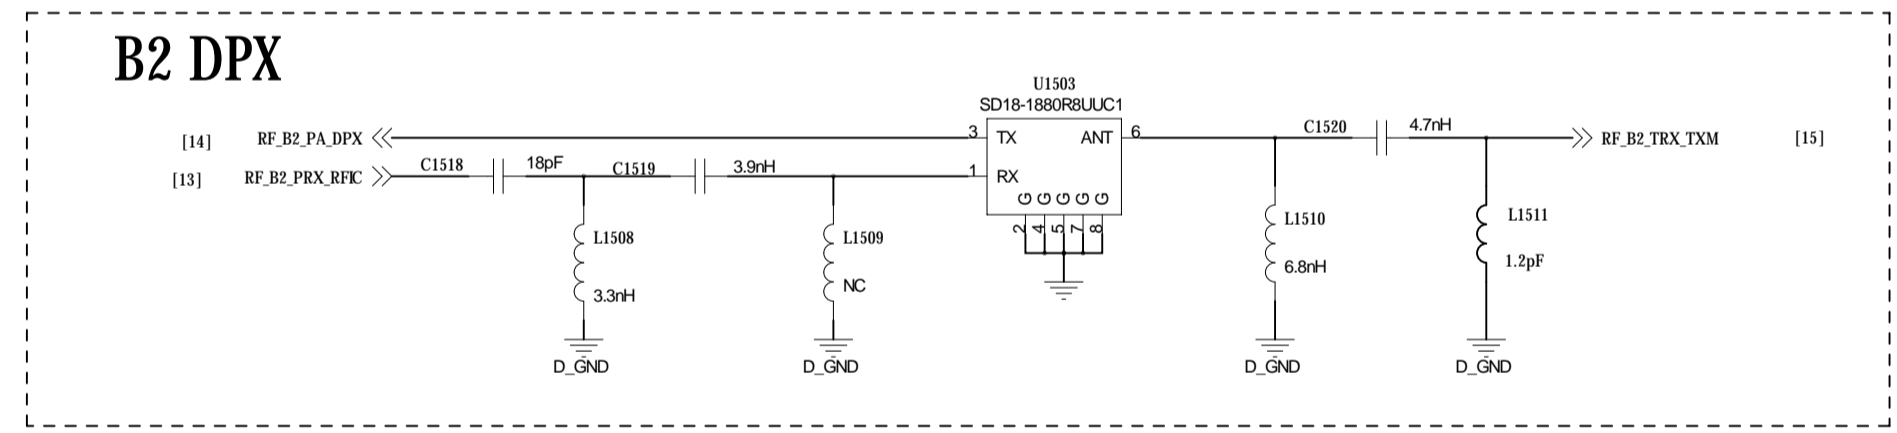 B2 DPX
U1503
SD18-1880R8UUC1
[14] RF_B2_PA_DPX 3 TX ANT 6 C1520 4.7nH RF_B2_TRX_TXM [15]
[13] RF_B2_PRX_RFIC C1518 18pF C1519 3.9nH 1 RX
G G G G G
2 4 5 7 8
L1508 L1509 L1510 L1511
3.3nH NC 6.8nH 1.2pF
D_GND D_GND D_GND D_GND